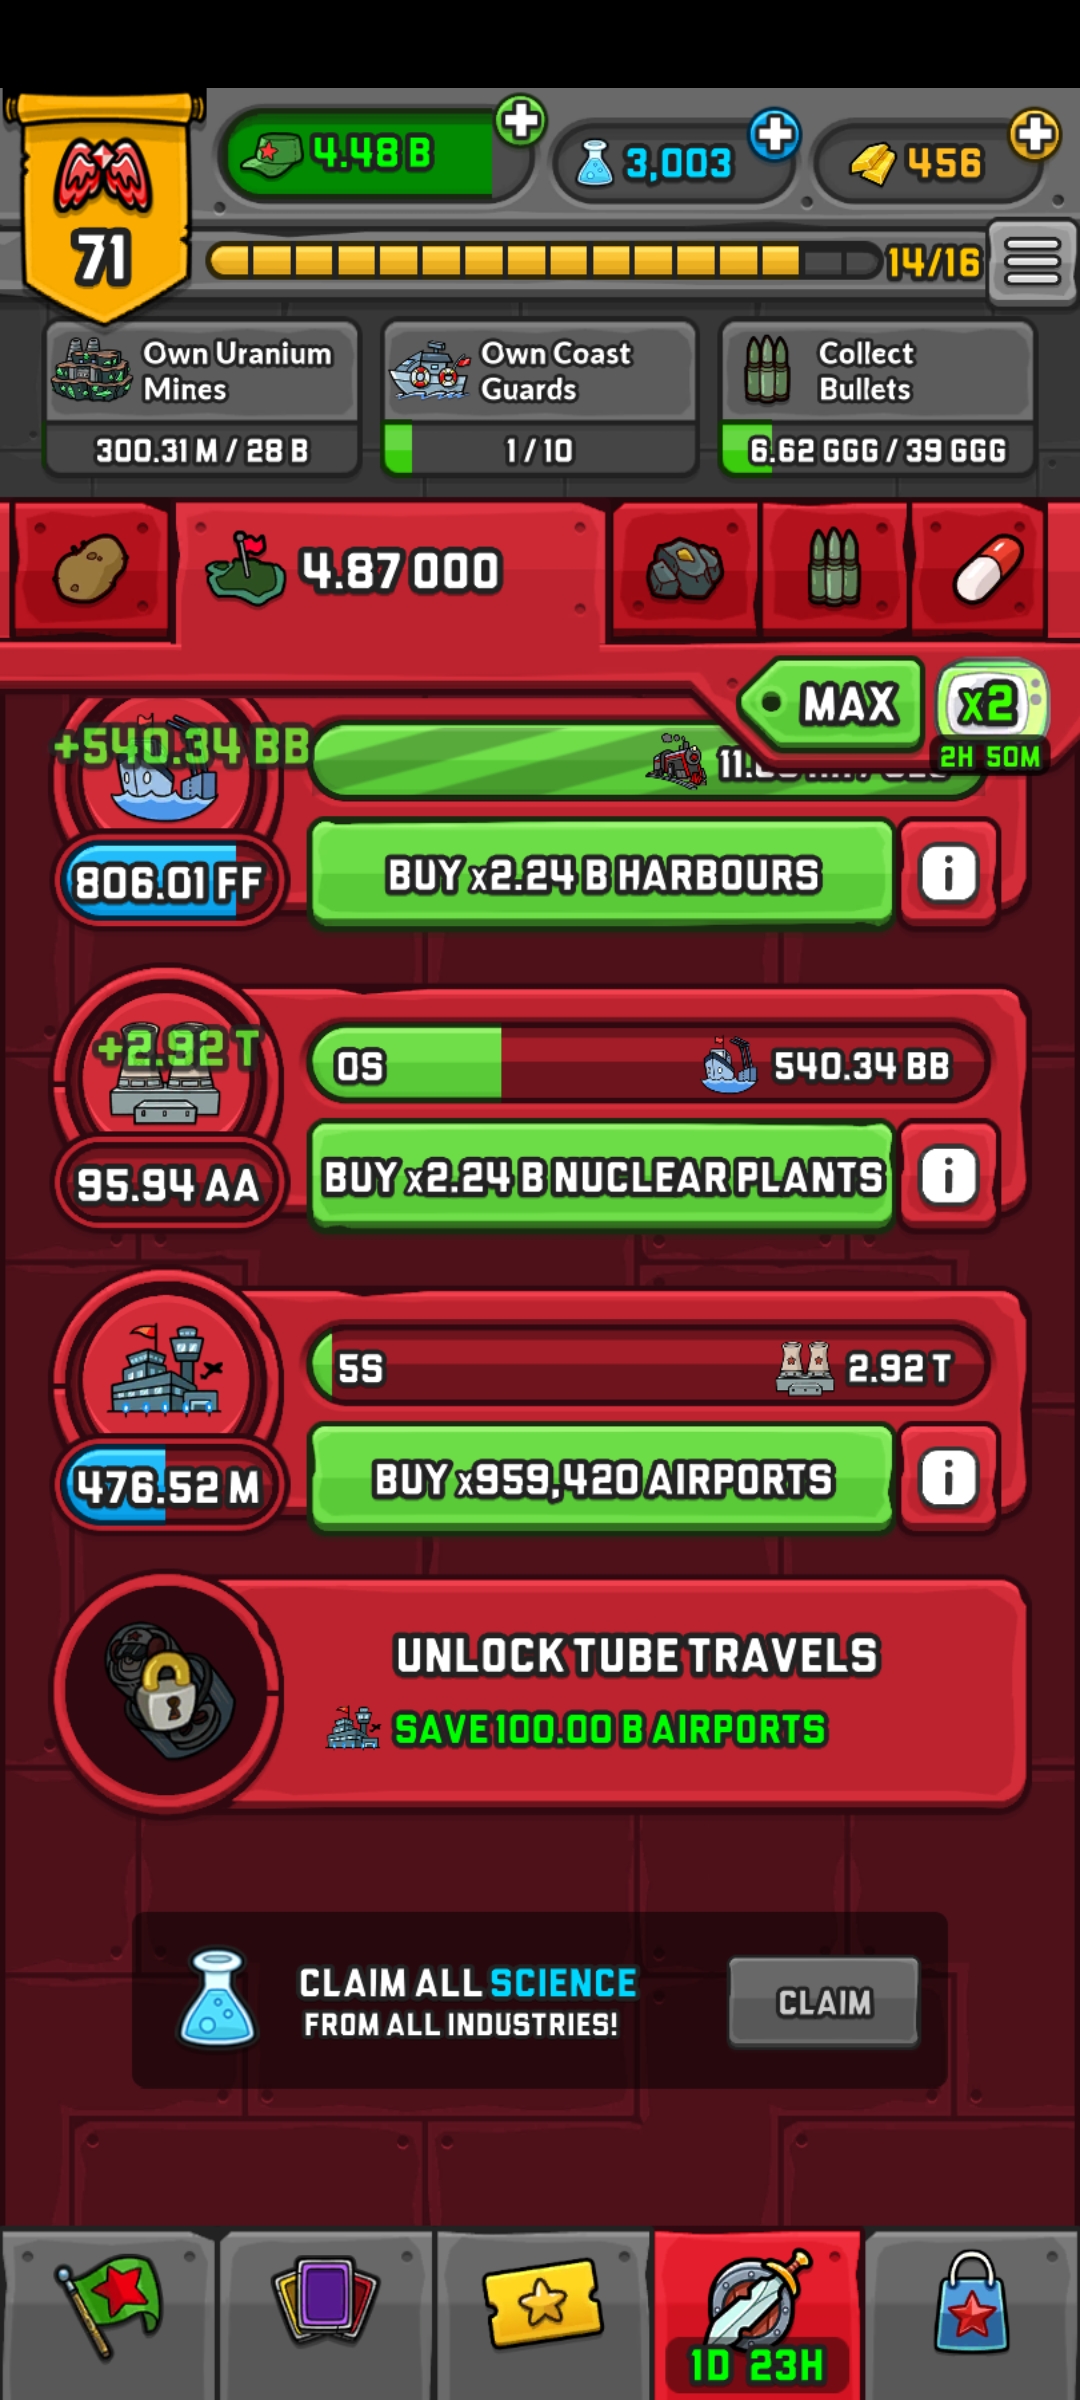 4.48 B
3,003
456
71
14/16
Own Uranium
Mines
300.31 M / 28 B
Own Coast
Guards
1 / 10
Collect
Bullets
6.62 GGG / 39 GGG
4.87 OOO
MAX
x2
2H 50M
+540.34 BB
806.01 FF
BUY x2.24 B HARBOURS
i
+2.92 T
0S
540.34 BB
95.94 AA
BUY x2.24 B NUCLEAR PLANTS
i
5S
2.92 T
476.52 M
BUY x959,420 AIRPORTS
i
UNLOCK TUBE TRAVELS
SAVE 100.00 B AIRPORTS
CLAIM ALL SCIENCE
FROM ALL INDUSTRIES!
CLAIM
1D 23H